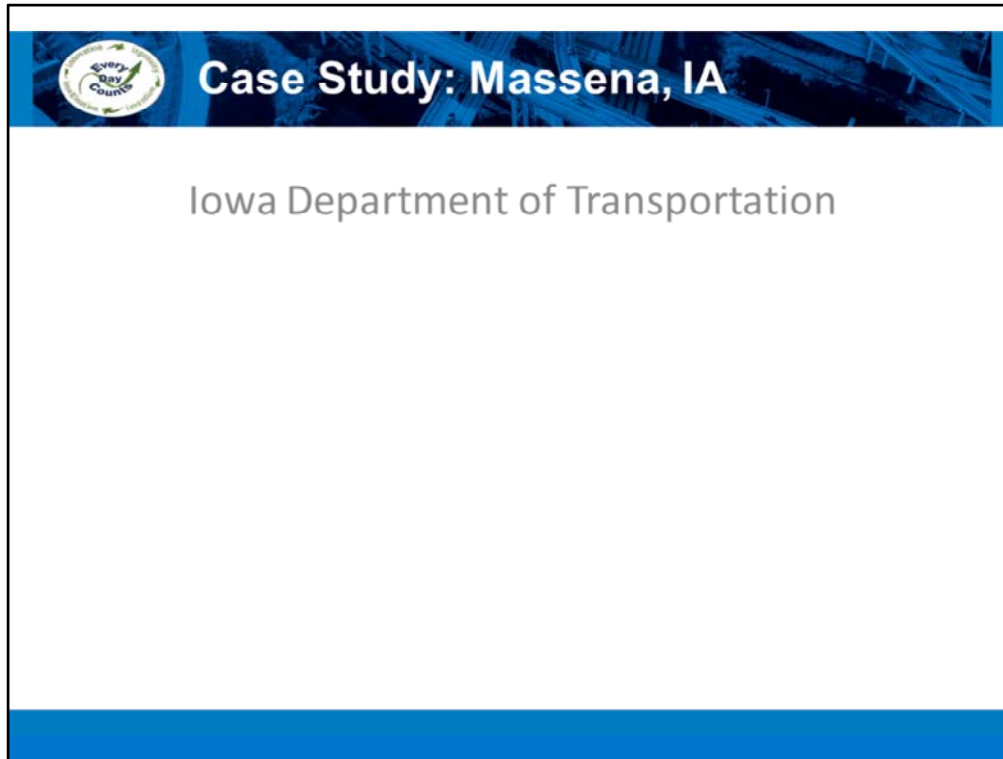 Every
Day
Counts
Case Study: Massena, IA
Iowa Department of Transportation